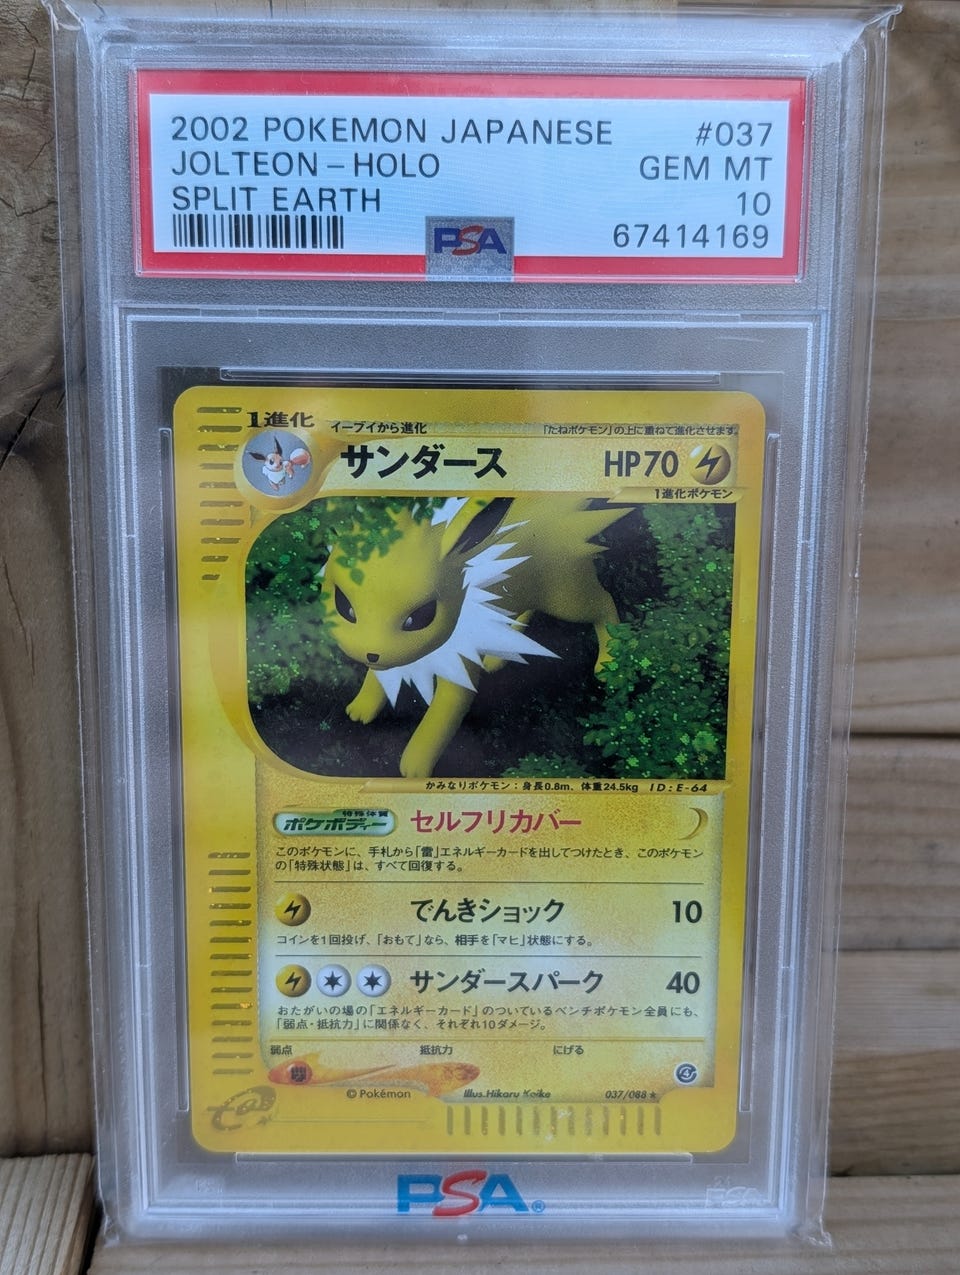 2002 POKEMON JAPANESE #037
JOLTEON - HOLO GEM MT
SPLIT EARTH 10
67414169
PSA
1進化 イーブイから進化 「たねポケモン」の上に重ねて進化させます。
サンダース HP70
1進化ポケモン
かみなりポケモン：身長0.8m、体重24.5kg ID：E-64
特殊体質
ポケボディー セルフリカバー
このポケモンに、手札から「雷」エネルギーカードを出してつけたとき、このポケモン
の「特殊状態」は、すべて回復する。
でんきショック 10
コインを1回投げ、「おもて」なら、相手を「マヒ」状態にする。
サンダースパーク 40
おたがいの場の「エネルギーカード」のついているベンチポケモン全員にも、
「弱点・抵抗力」に関係なく、それぞれ10ダメージ。
弱点 抵抗力 にげる
©Pokémon Illus.Hikaru Koike 037/088★
PSA®